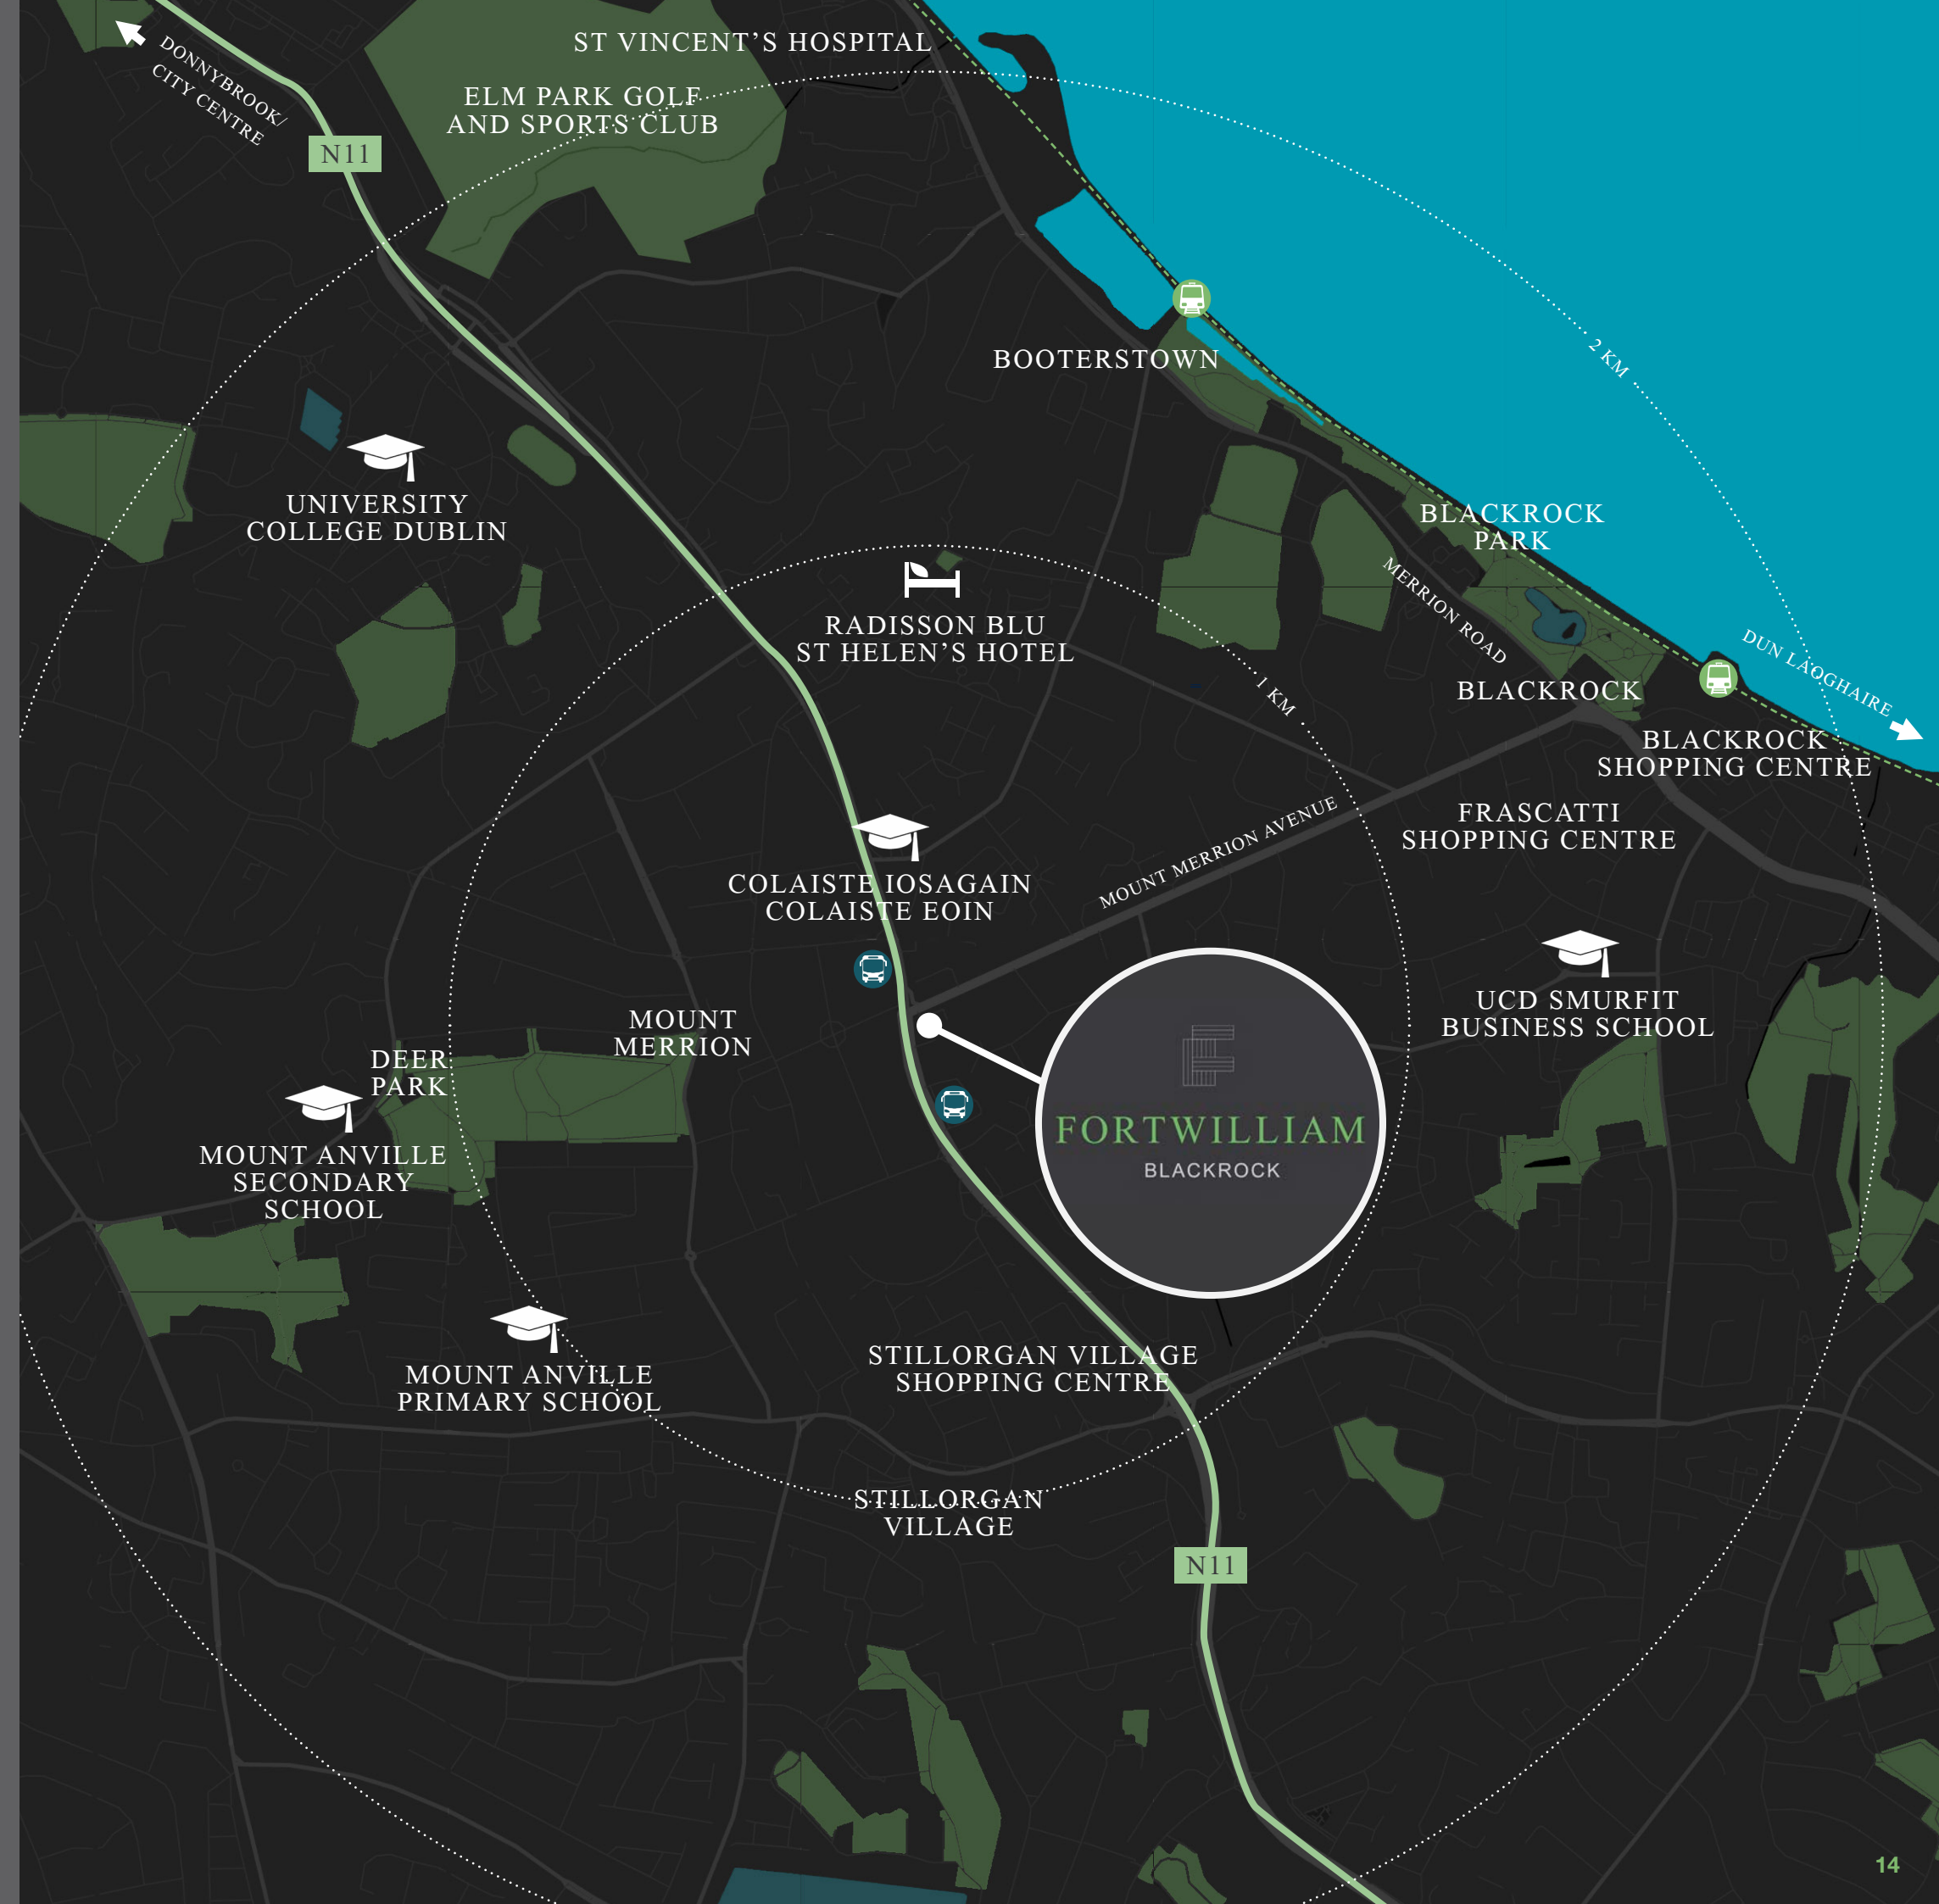 ST VINCENT'S HOSPITAL
DONNYBROOK/
CITY CENTRE
ELM PARK GOLF
AND SPORTS CLUB
N11
2 KM
BOOTERSTOWN
UNIVERSITY
COLLEGE DUBLIN
BLACKROCK
PARK
MERRION ROAD
RADISSON BLU
ST HELEN'S HOTEL
DUN LAOGHAIRE
1 KM
BLACKROCK
BLACKROCK
SHOPPING CENTRE
FRASCATTI
SHOPPING CENTRE
MOUNT MERRION AVENUE
COLAISTE IOSAGAIN
COLAISTE EOIN
UCD SMURFIT
BUSINESS SCHOOL
MOUNT
MERRION
DEER
PARK
FORTWILLIAM
BLACKROCK
MOUNT ANVILLE
SECONDARY
SCHOOL
STILLORGAN VILLAGE
SHOPPING CENTRE
MOUNT ANVILLE
PRIMARY SCHOOL
STILLORGAN
VILLAGE
N11
14